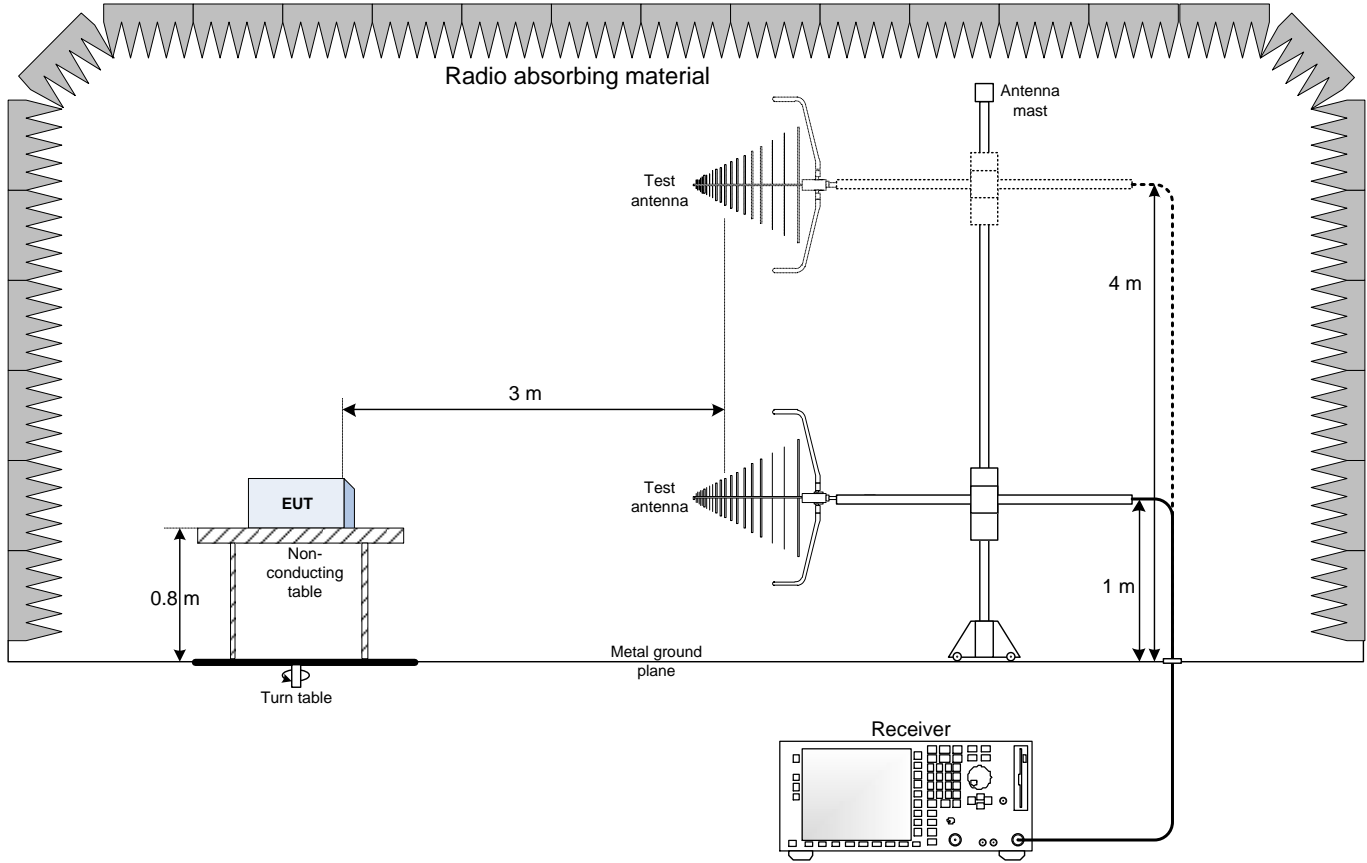 Radio absorbing material
Antenna
mast
Test
antenna
4 m
3 m
Test
antenna
EUT
Non-
conducting
table
0.8 m
1 m
Metal ground
plane
Turn table
Receiver